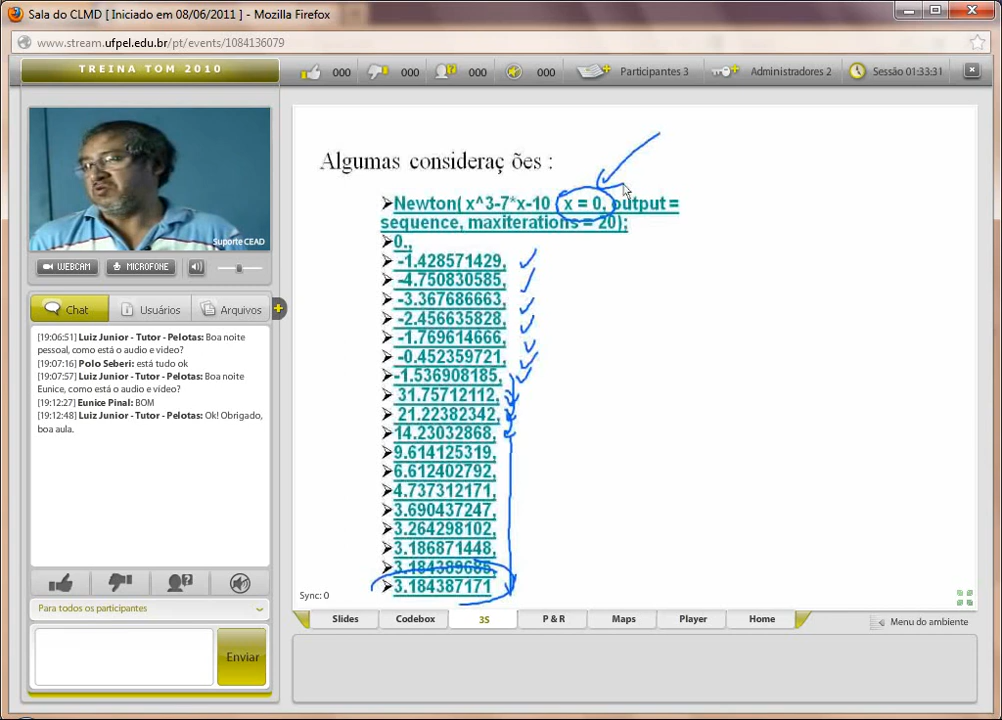 Sala do CLMD [ Iniciado em 08/06/2011 ] - Mozilla Firefox
www.stream.ufpel.edu.br/pt/events/1084136079
TREINA TOM 2010
000
000
000
000
Participantes 3
Administradores 2
Sessão 01:33:31
Suporte CEAD
WEBCAM
MICROFONE
Chat
Usuários
Arquivos
[19:06:51] Luiz Junior - Tutor - Pelotas: Boa noite
pessoal, como está o audio e video?
[19:07:16] Polo Seberi: está tudo ok
[19:07:57] Luiz Junior - Tutor - Pelotas: Boa noite
Eunice, como está o audio e vídeo?
[19:12:27] Eunice Pinal: BOM
[19:12:48] Luiz Junior - Tutor - Pelotas: Ok! Obrigado,
boa aula.
Para todos os participantes
Enviar
Algumas consideraç ões :
Newton( x^3-7*x-10 x = 0, output =
sequence, maxiterations = 20);
0.,
-1.428571429,
-4.750830585,
-3.367686663,
-2.456635828,
-1.769614666,
-0.452359721,
-1.536908185,
31.75712112,
21.22382342,
14.23032868,
9.614125319,
6.612402792,
4.737312171,
3.690437247,
3.264298102,
3.186871448,
3.184389686,
3.184387171
Sync: 0
Slides
Codebox
3S
P & R
Maps
Player
Home
Menu do ambiente